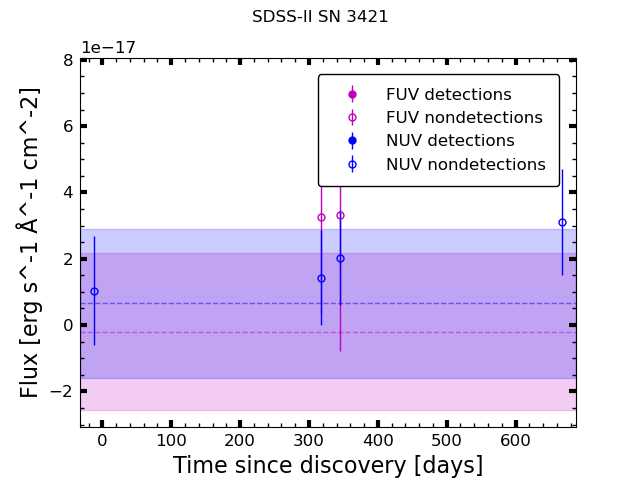 SDSS-II SN 3421
1e−17
8
6
4
2
0
−2
FUV detections
FUV nondetections
NUV detections
NUV nondetections
Flux [erg s^-1 Å^-1 cm^-2]
0 100 200 300 400 500 600
Time since discovery [days]